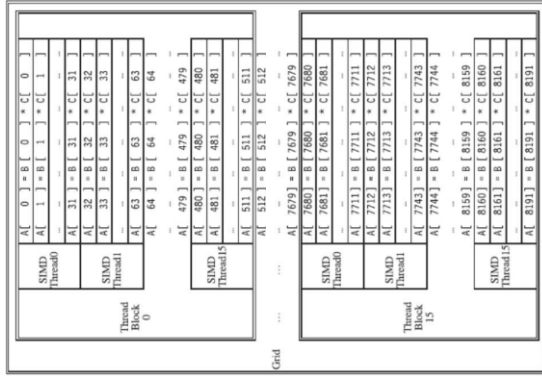 Grid
Thread
Block
0
SIMD
Thread0
A[ 0 ] = B [ 0 ] * C[ 0 ]
A[ 1 ] = B [ 1 ] * C[ 1 ]
... ...
A[ 31 ] = B [ 31 ] * C[ 31 ]
SIMD
Thread1
A[ 32 ] = B [ 32 ] * C[ 32 ]
A[ 33 ] = B [ 33 ] * C[ 33 ]
... ...
A[ 63 ] = B [ 63 ] * C[ 63 ]
A[ 64 ] = B [ 64 ] * C[ 64 ]
... ...
A[ 479 ] = B [ 479 ] * C[ 479 ]
SIMD
Thread15
A[ 480 ] = B [ 480 ] * C[ 480 ]
A[ 481 ] = B [ 481 ] * C[ 481 ]
... ...
A[ 511 ] = B [ 511 ] * C[ 511 ]
A[ 512 ] = B [ 512 ] * C[ 512 ]
... ... ...
A[ 7679 ] = B [ 7679 ] * C[ 7679 ]
Thread
Block
15
SIMD
Thread0
A[ 7680 ] = B [ 7680 ] * C[ 7680 ]
A[ 7681 ] = B [ 7681 ] * C[ 7681 ]
... ...
A[ 7711 ] = B [ 7711 ] * C[ 7711 ]
SIMD
Thread1
A[ 7712 ] = B [ 7712 ] * C[ 7712 ]
A[ 7713 ] = B [ 7713 ] * C[ 7713 ]
... ...
A[ 7743 ] = B [ 7743 ] * C[ 7743 ]
A[ 7744 ] = B [ 7744 ] * C[ 7744 ]
... ...
A[ 8159 ] = B [ 8159 ] * C[ 8159 ]
SIMD
Thread15
A[ 8160 ] = B [ 8160 ] * C[ 8160 ]
A[ 8161 ] = B [ 8161 ] * C[ 8161 ]
... ...
A[ 8191 ] = B [ 8191 ] * C[ 8191 ]